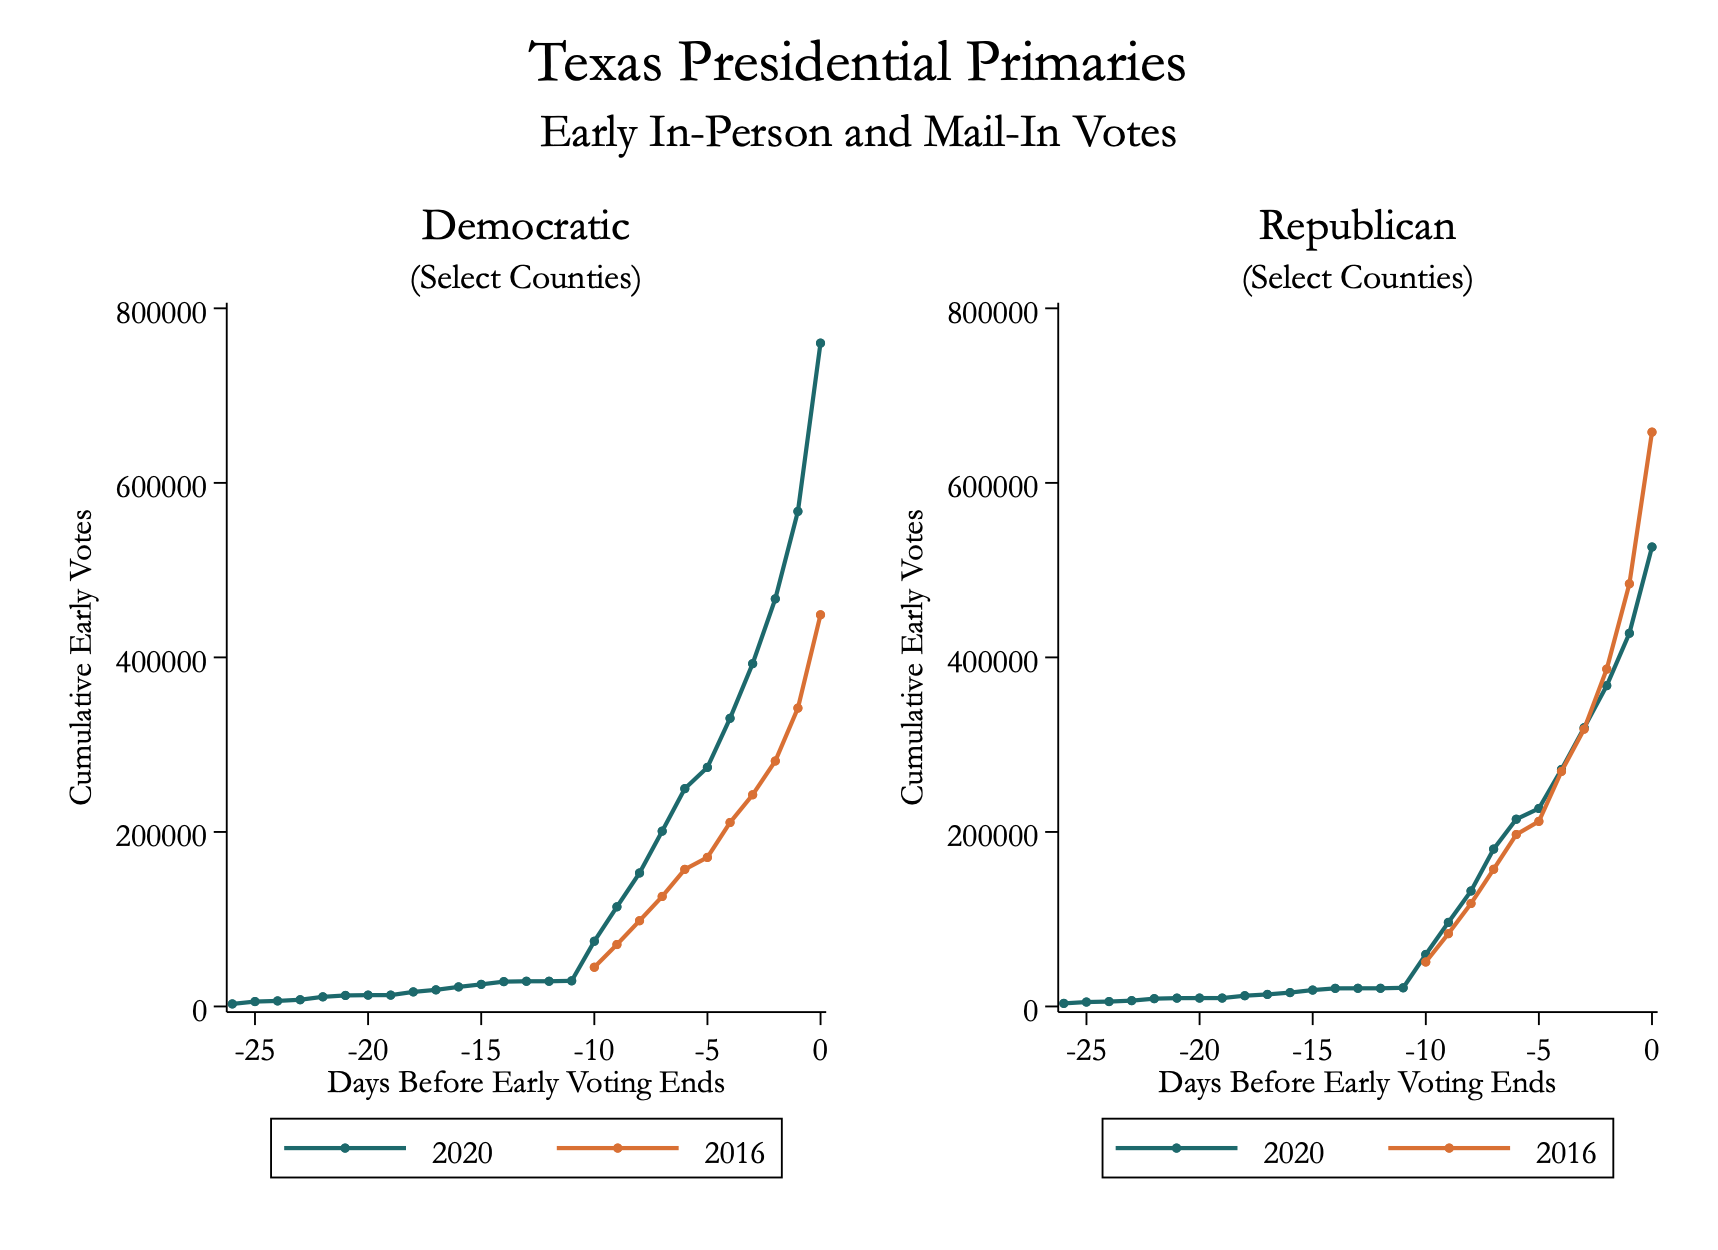 Texas Presidential Primaries
Early In-Person and Mail-In Votes
Democratic
(Select Counties)
800000
600000
400000
200000
0
Cumulative Early Votes
-25 -20 -15 -10 -5 0
Days Before Early Voting Ends
2020 2016
Republican
(Select Counties)
800000
600000
400000
200000
0
Cumulative Early Votes
-25 -20 -15 -10 -5 0
Days Before Early Voting Ends
2020 2016